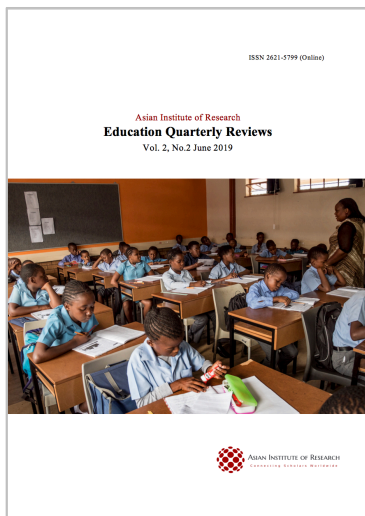 ISSN 2621-5799 (Online)
Asian Institute of Research
Education Quarterly Reviews
Vol. 2, No.2 June 2019
ASIAN INSTITUTE OF RESEARCH
Connecting Scholars Worldwide